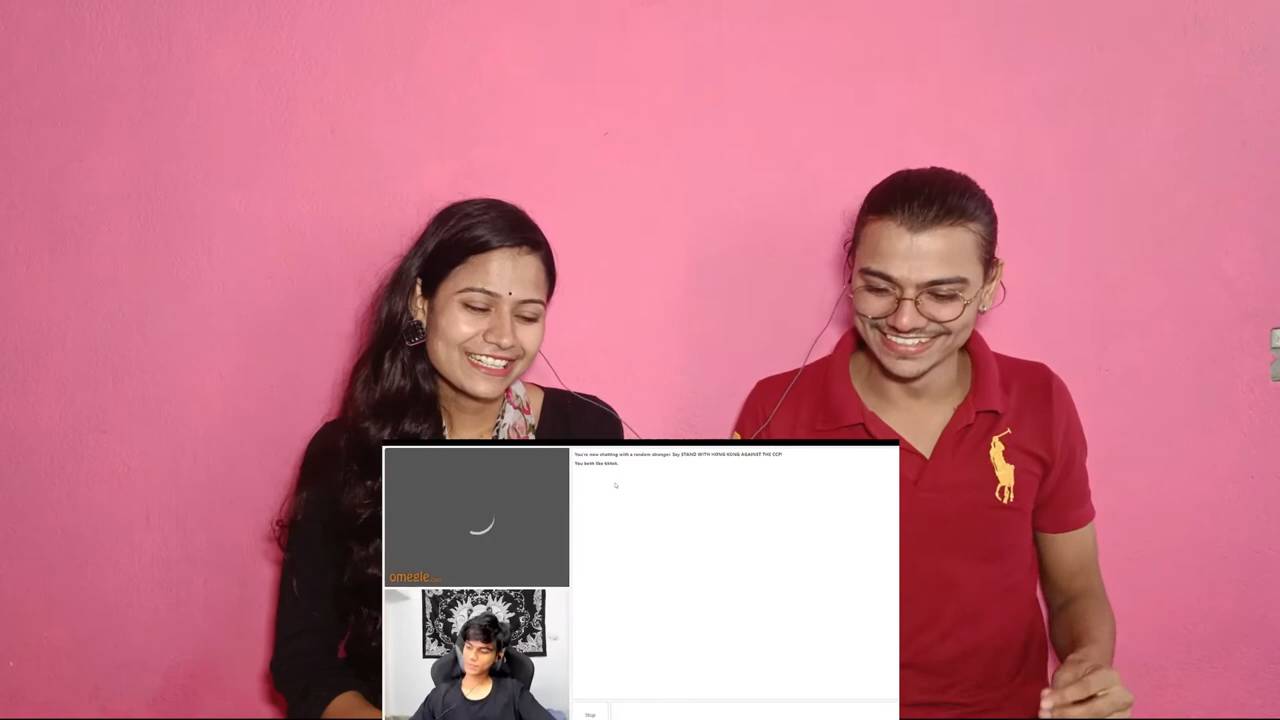 You're now chatting with a random stranger. Say STAND WITH HONG KONG AGAINST THE CCP!
You both like tiktok.
omegle.com
Stop